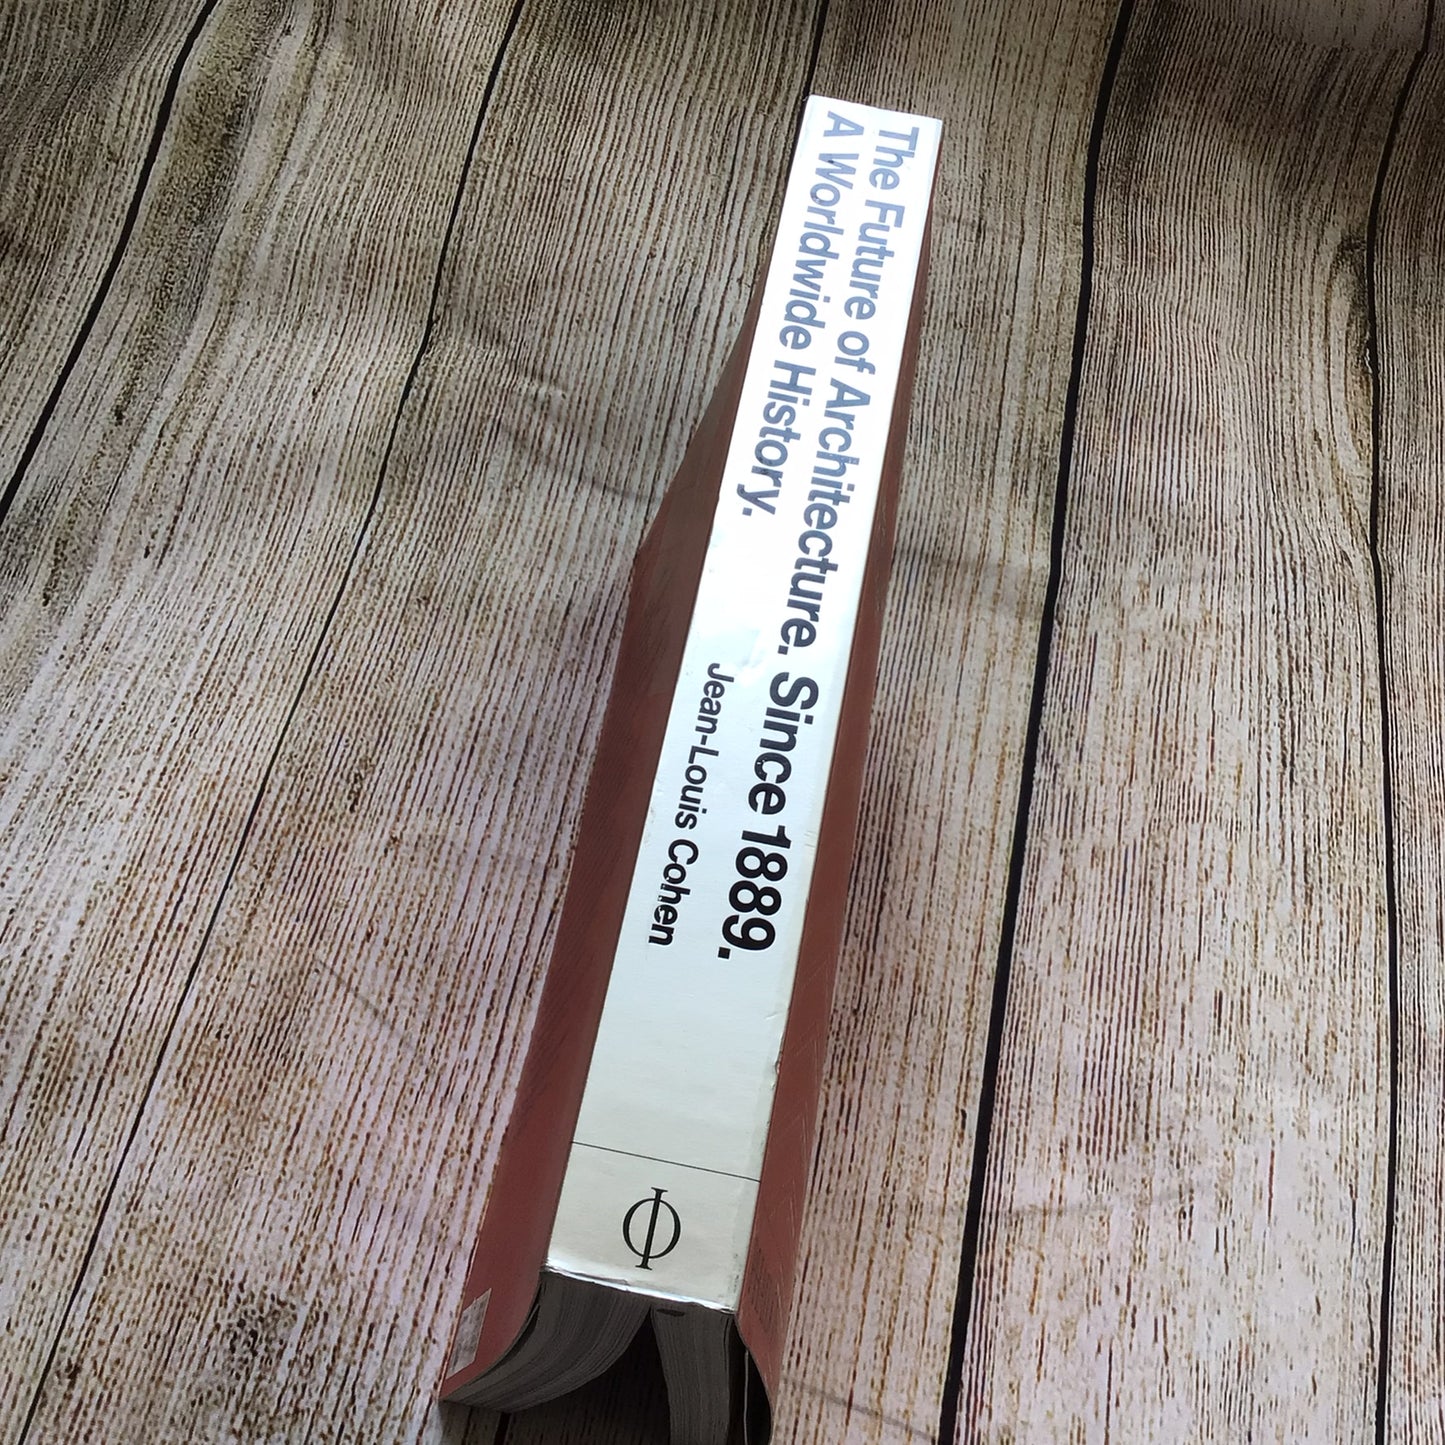 The Future of Architecture. Since 1889.
A Worldwide History.
Jean-Louis Cohen